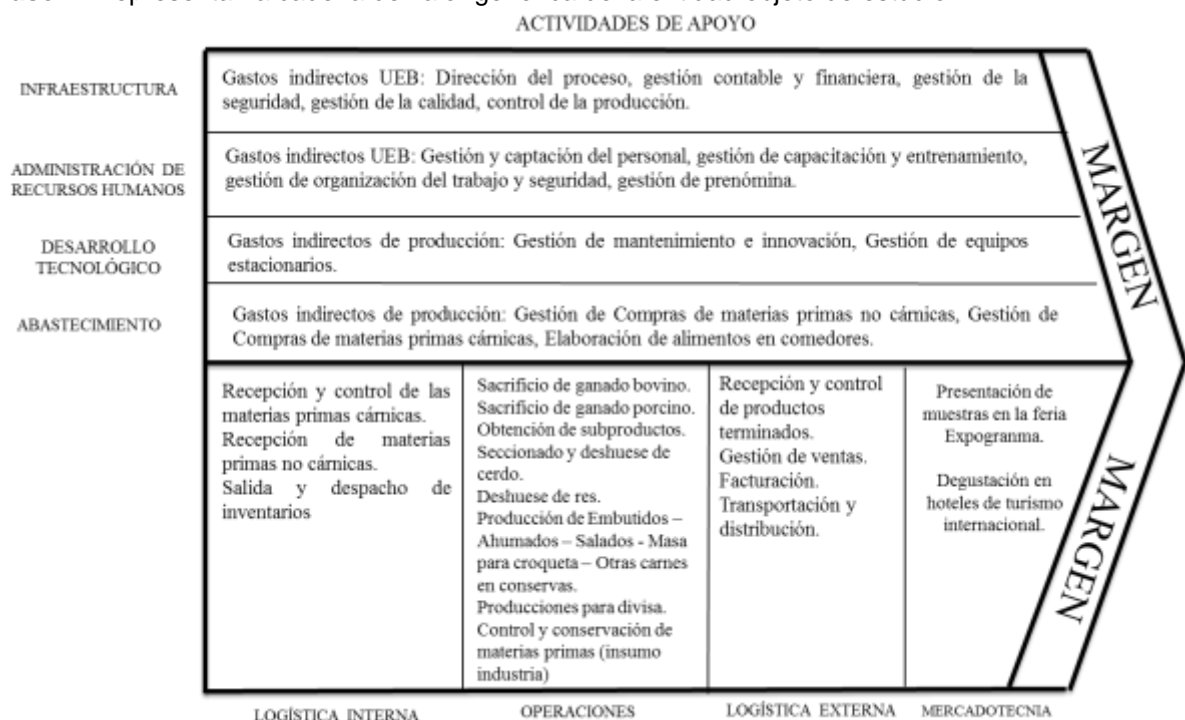 ACTIVIDADES DE APOYO
INFRAESTRUCTURA
Gastos indirectos UEB: Dirección del proceso, gestión contable y financiera, gestión de la
seguridad, gestión de la calidad, control de la producción.
ADMINISTRACIÓN DE
RECURSOS HUMANOS
Gastos indirectos UEB: Gestión y captación del personal, gestión de capacitación y entrenamiento,
gestión de organización del trabajo y seguridad, gestión de prenómina.
DESARROLLO
TECNOLÓGICO
Gastos indirectos de producción: Gestión de mantenimiento e innovación, Gestión de equipos
estacionarios.
ABASTECIMIENTO
Gastos indirectos de producción: Gestión de Compras de materias primas no cárnicas, Gestión de
Compras de materias primas cárnicas, Elaboración de alimentos en comedores.
MARGEN
Recepción y control de las
materias primas cárnicas.
Recepción de materias
primas no cárnicas.
Salida y despacho de
inventarios
Sacrificio de ganado bovino.
Sacrificio de ganado porcino.
Obtención de subproductos.
Seccionado y deshuese de
cerdo.
Deshuese de res.
Producción de Embutidos –
Ahumados – Salados - Masa
para croqueta – Otras carnes
en conservas.
Producciones para divisa.
Control y conservación de
materias primas (insumo
industria)
Recepción y control
de productos
terminados.
Gestión de ventas.
Facturación.
Transportación y
distribución.
Presentación de
muestras en la feria
Expogranma.
Degustación en
hoteles de turismo
internacional.
MARGEN
LOGÍSTICA INTERNA
OPERACIONES
LOGÍSTICA EXTERNA
MERCADOTECNIA